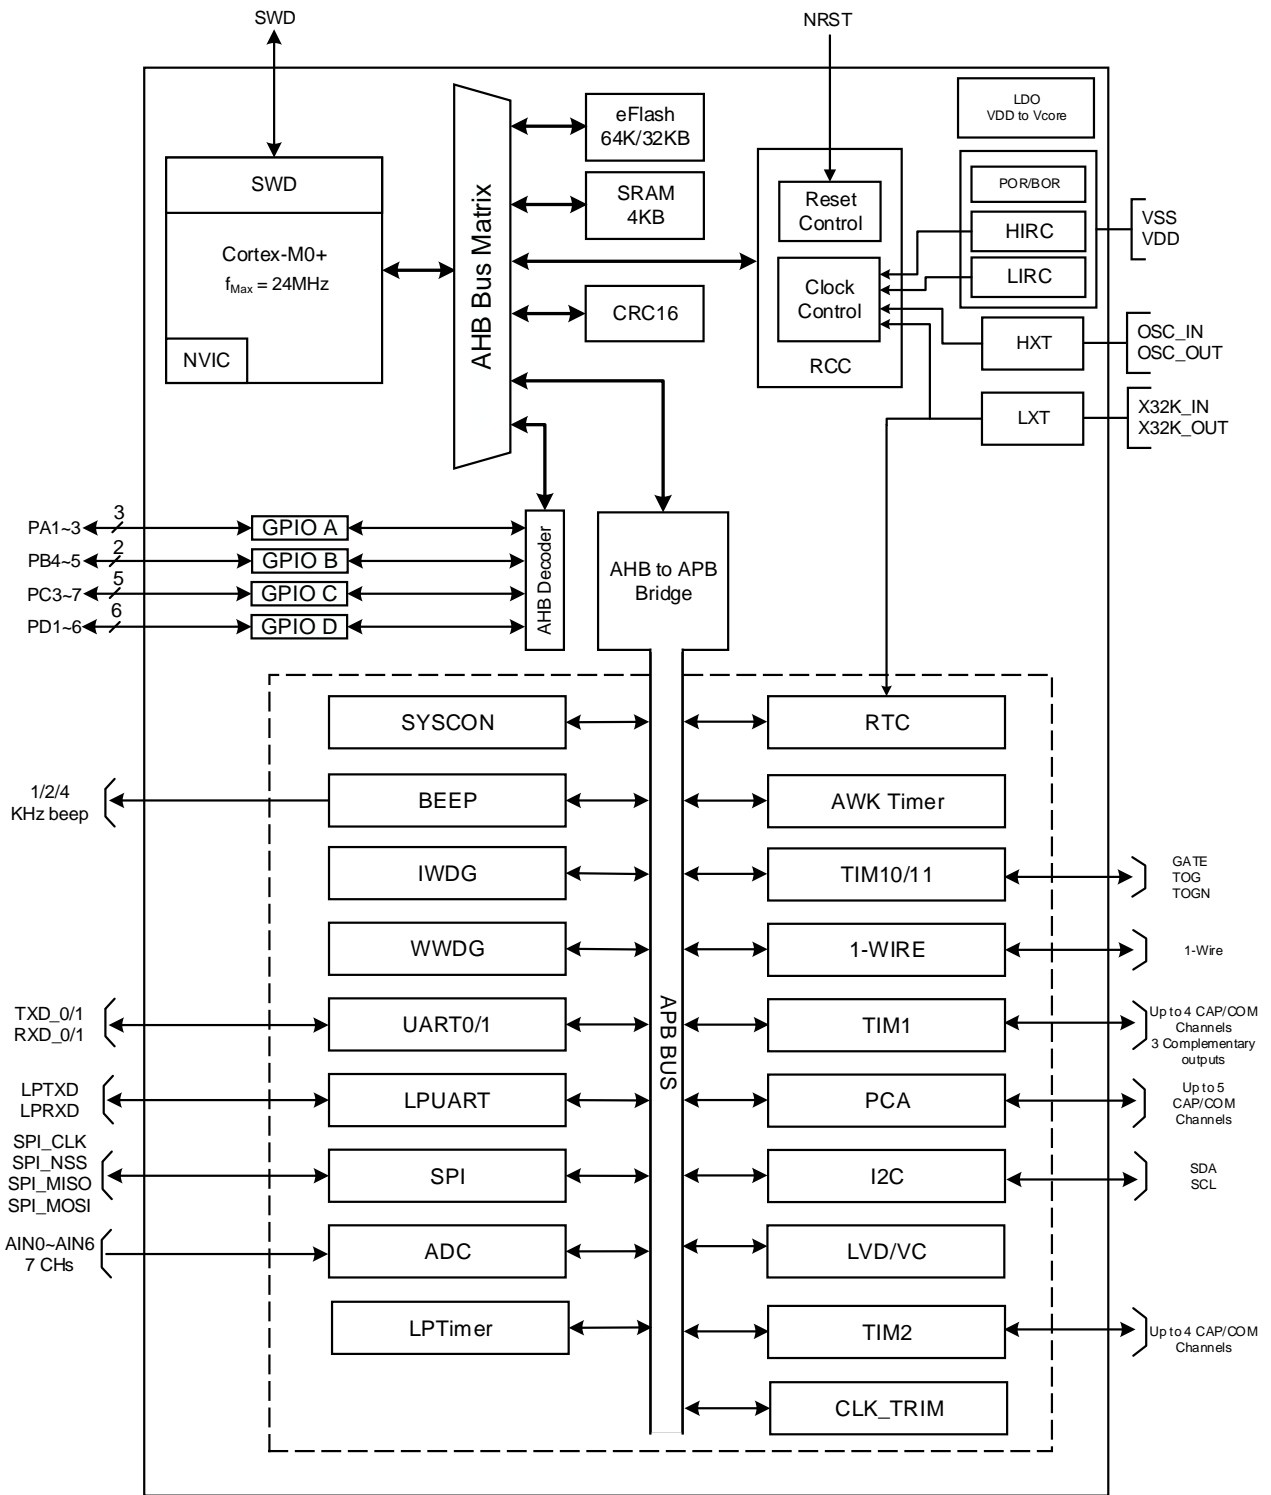 SWD
NRST
LDO
VDD to Vcore
eFlash
64K/32KB
POR/BOR
SWD
SRAM
4KB
Reset
Control
HIRC
VSS
VDD
Cortex-M0+
fMax = 24MHz
AHB Bus Matrix
LIRC
Clock
Control
CRC16
HXT
OSC_IN
OSC_OUT
NVIC
RCC
LXT
X32K_IN
X32K_OUT
PA1~3
3
GPIO A
PB4~5
2
GPIO B
PC3~7
5
GPIO C
PD1~6
6
GPIO D
AHB Decoder
AHB to APB
Bridge
SYSCON
RTC
1/2/4
KHz beep
BEEP
AWK Timer
IWDG
TIM10/11
GATE
TOG
TOGN
WWDG
1-WIRE
1-Wire
APB BUS
TXD_0/1
RXD_0/1
UART0/1
TIM1
Up to 4 CAP/COM
Channels
3 Complementary
outputs
LPTXD
LPRXD
LPUART
PCA
Up to 5
CAP/COM
Channels
SPI_CLK
SPI_NSS
SPI_MISO
SPI_MOSI
SPI
I2C
SDA
SCL
AIN0~AIN6
7 CHs
ADC
LVD/VC
LPTimer
TIM2
Up to 4 CAP/COM
Channels
CLK_TRIM